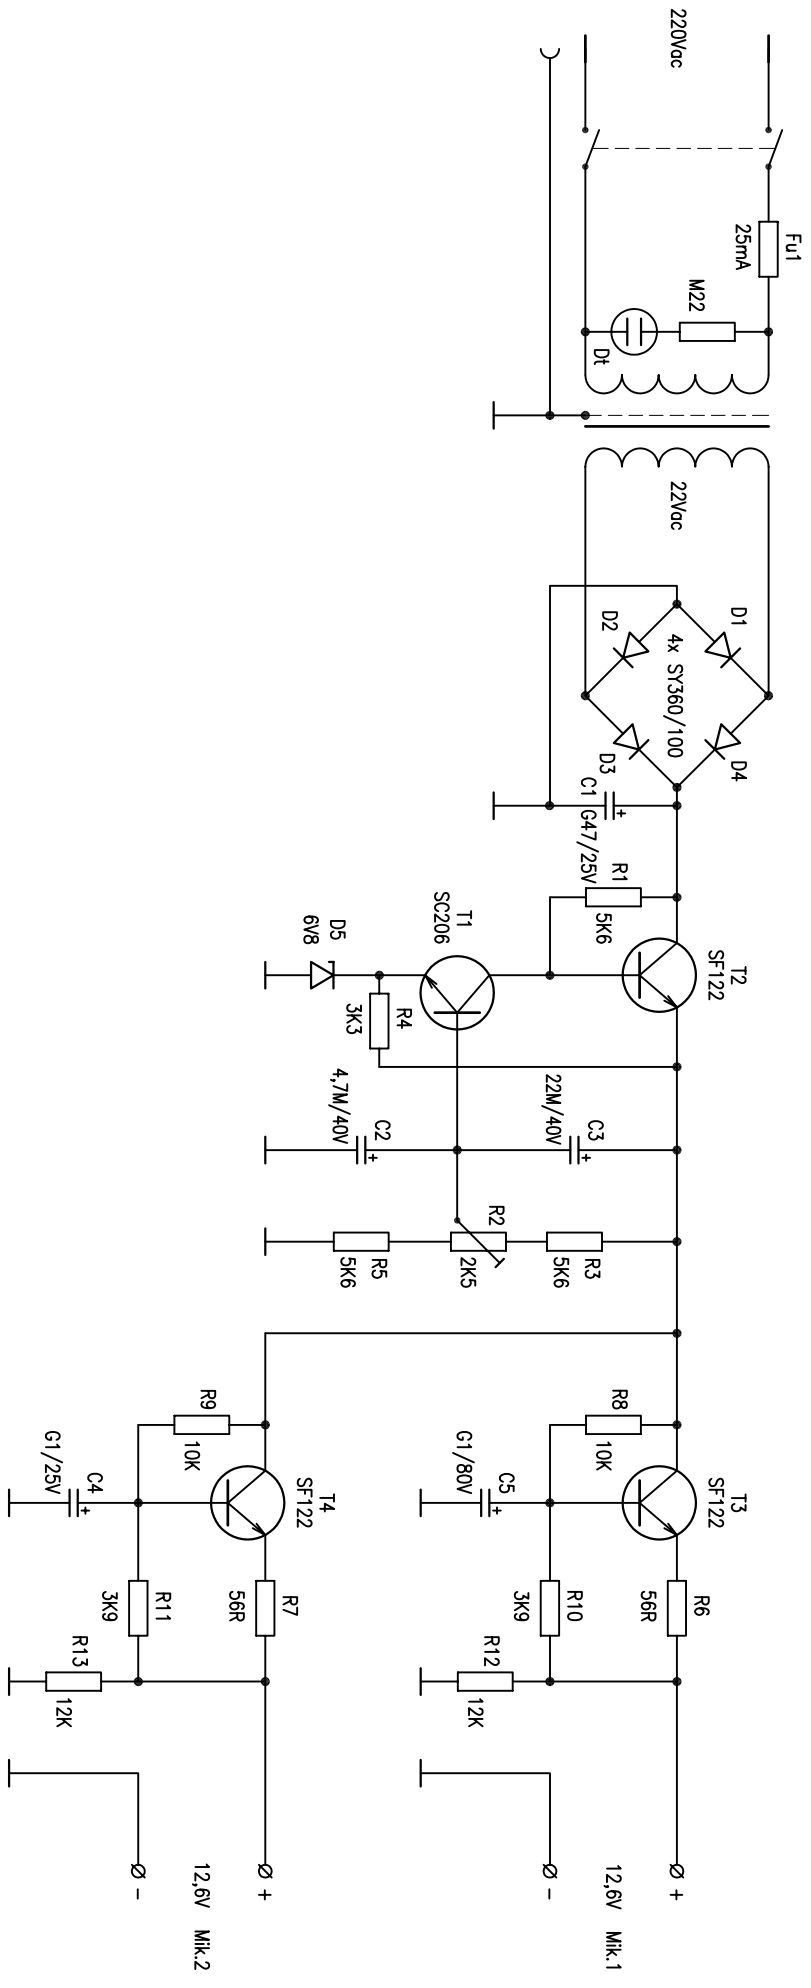 220Vac
Fu1
25mA
M22
Dt
22Vac
D1
D2
4x SY360/100
D3
D4
C1
+
G47/25V
R1
5K6
T2
SF122
T1
SC206
D5
6V8
R4
3K3
C3
+
22M/40V
C2
+
4,7M/40V
R3
5K6
R2
2K5
R5
5K6
R8
10K
T3
SF122
C5
+
G1/80V
R6
56R
R10
3K9
R12
12K
+
12,6V Mik.1
-
R9
10K
T4
SF122
C4
+
G1/25V
R7
56R
R11
3K9
R13
12K
+
12,6V Mik.2
-